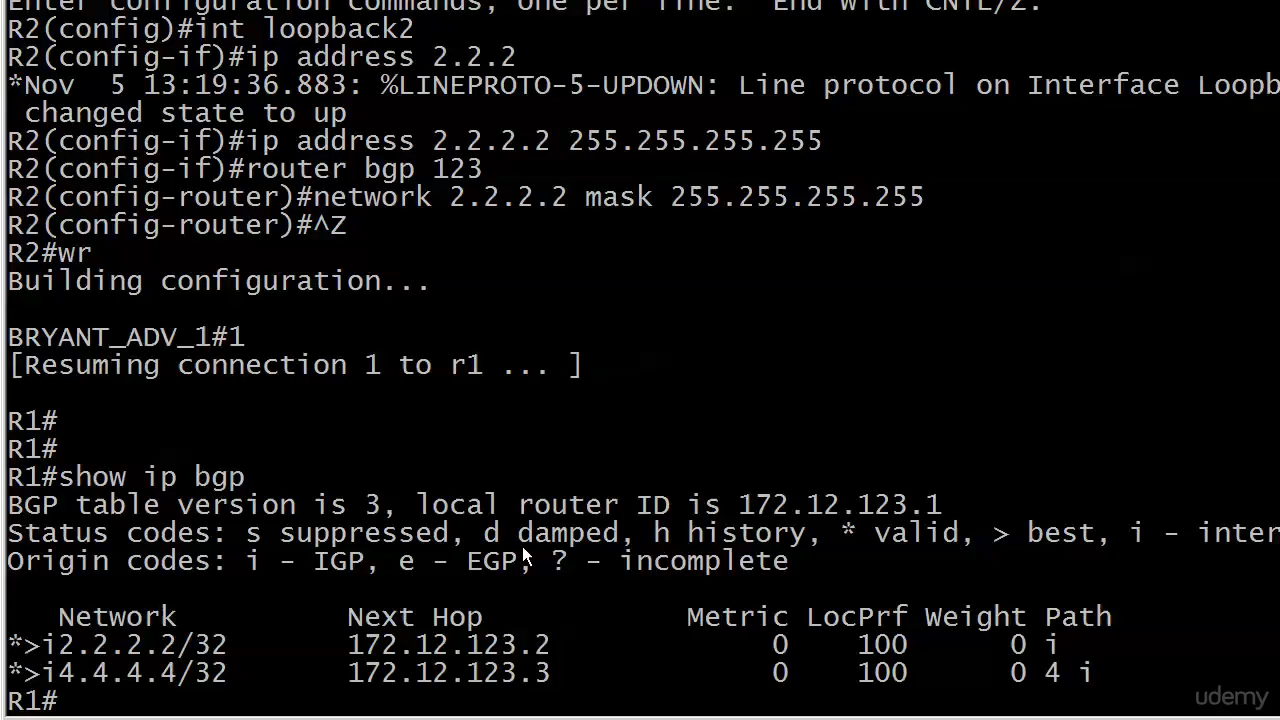 Enter configuration commands, one per line. End with CNTL/Z.
R2(config)#int loopback2
R2(config-if)#ip address 2.2.2
*Nov  5 13:19:36.883: %LINEPROTO-5-UPDOWN: Line protocol on Interface Loopb
 changed state to up
R2(config-if)#ip address 2.2.2.2 255.255.255.255
R2(config-if)#router bgp 123
R2(config-router)#network 2.2.2.2 mask 255.255.255.255
R2(config-router)#^Z
R2#wr
Building configuration...
BRYANT_ADV_1#1
[Resuming connection 1 to r1 ... ]
R1#
R1#
R1#show ip bgp
BGP table version is 3, local router ID is 172.12.123.1
Status codes: s suppressed, d damped, h history, * valid, > best, i - inter
Origin codes: i - IGP, e - EGP, ? - incomplete
   Network          Next Hop            Metric LocPrf Weight Path
*>i2.2.2.2/32       172.12.123.2             0    100      0 i
*>i4.4.4.4/32       172.12.123.3             0    100      0 4 i
R1#
udemy